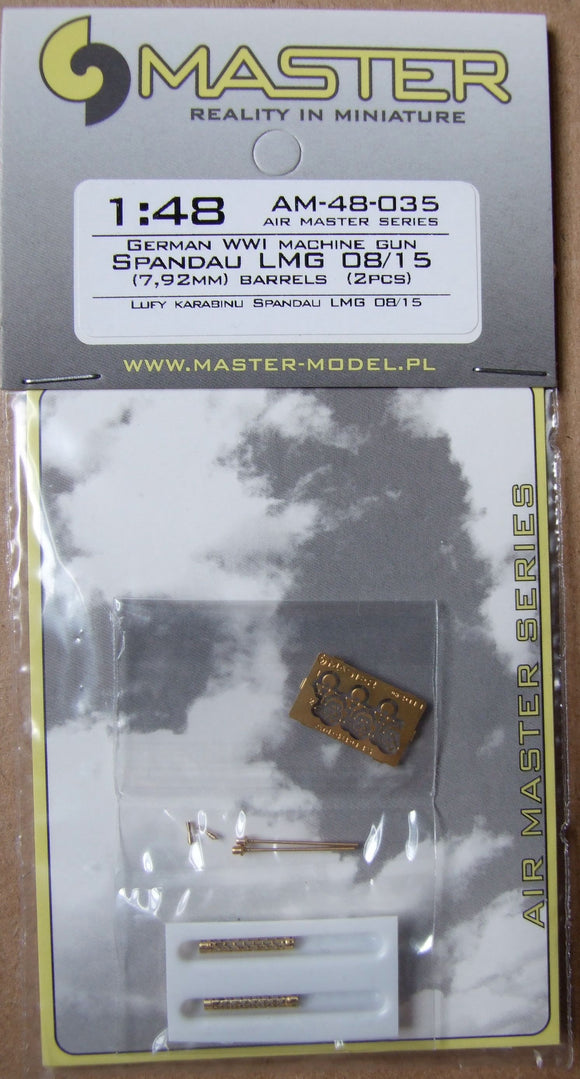 MASTER
REALITY IN MINIATURE
1:48
AM-48-035
AIR MASTER SERIES
GERMAN WWI MACHINE GUN
SPANDAU LMG 08/15
(7,92MM) BARRELS (2PCS)
LUFY KARABINU SPANDAU LMG 08/15
WWW.MASTER-MODEL.PL
AIR MASTER SERIES